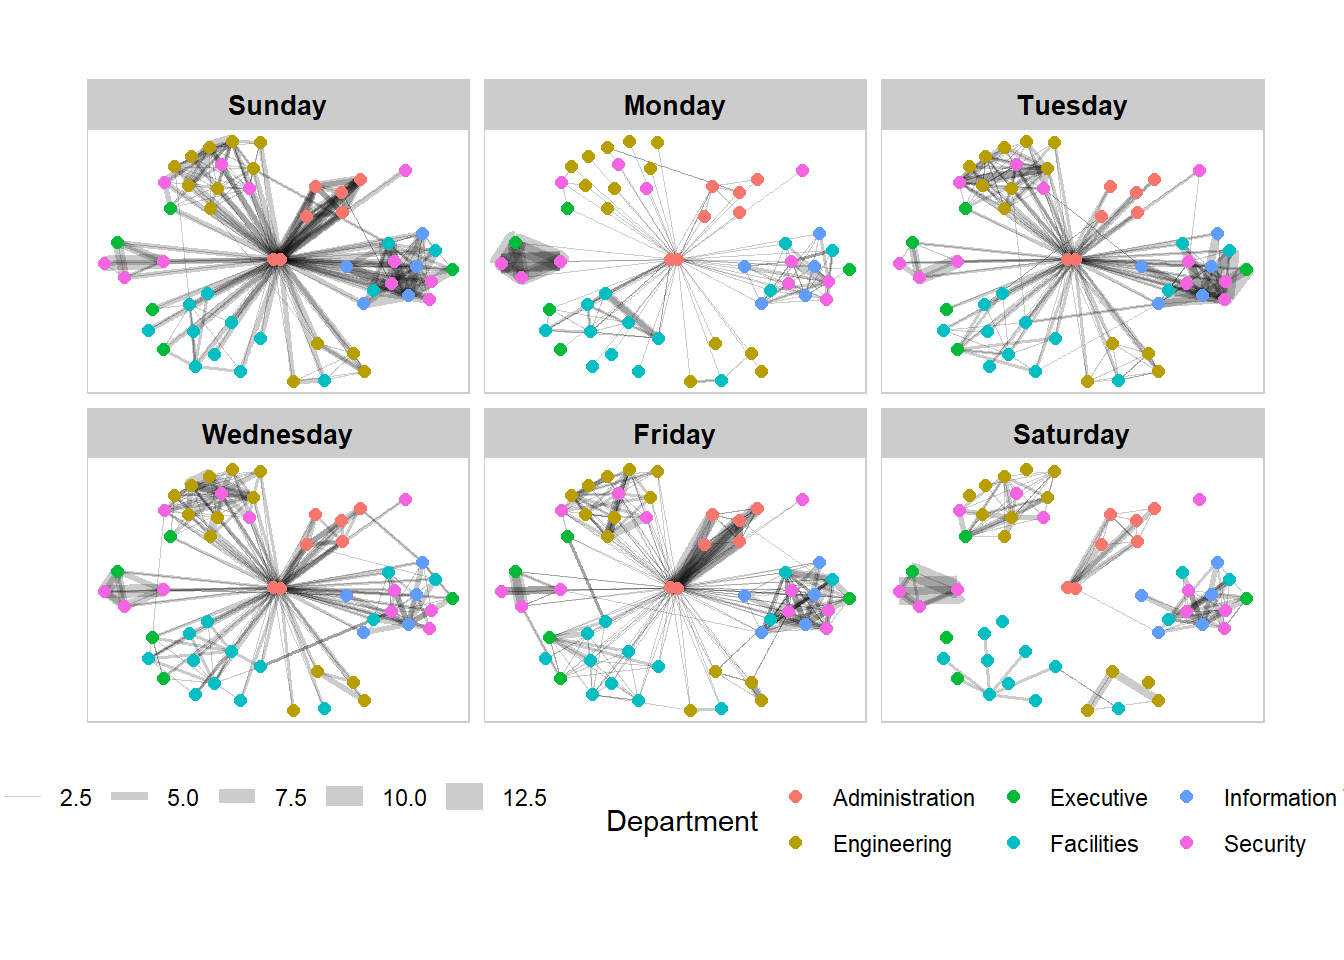 Sunday Monday Tuesday
Wednesday Friday Saturday
2.5 5.0 7.5 10.0 12.5
Department
Administration Executive Information
Engineering Facilities Security